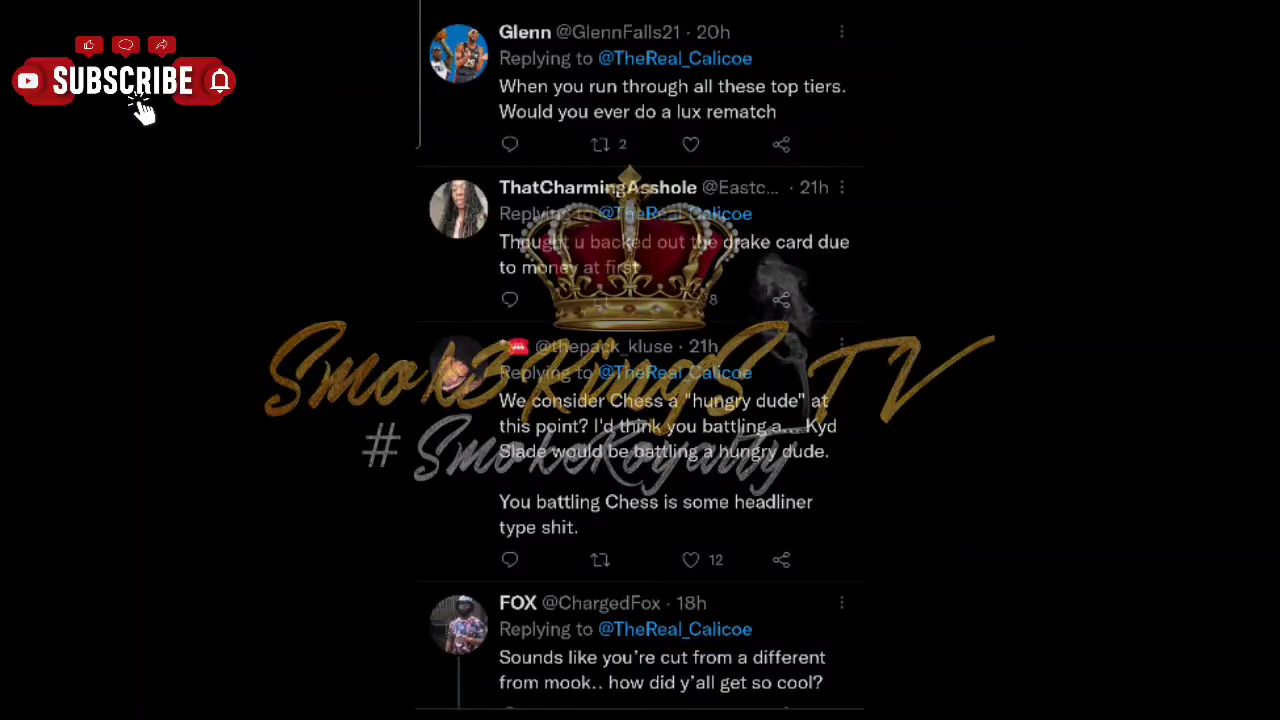 SUBSCRIBE
Glenn @GlennFalls21 · 20h
Replying to @TheReal_Calicoe
When you run through all these top tiers.
Would you ever do a lux rematch
2
ThatCharmingAsshole @Eastc... · 21h
Replying to @TheReal_Calicoe
Thought u backed out the drake card due
to money at first
8
@thepack_kluse · 21h
Replying to @TheReal_Calicoe
Smok3KingS TV
We consider Chess a "hungry dude" at
this point? I'd think you battling a... Kyd
#SmokeRoyalty
Slade would be battling a hungry dude.
You battling Chess is some headliner
type shit.
12
FOX @ChargedFox · 18h
Replying to @TheReal_Calicoe
Sounds like you're cut from a different
from mook.. how did y'all get so cool?